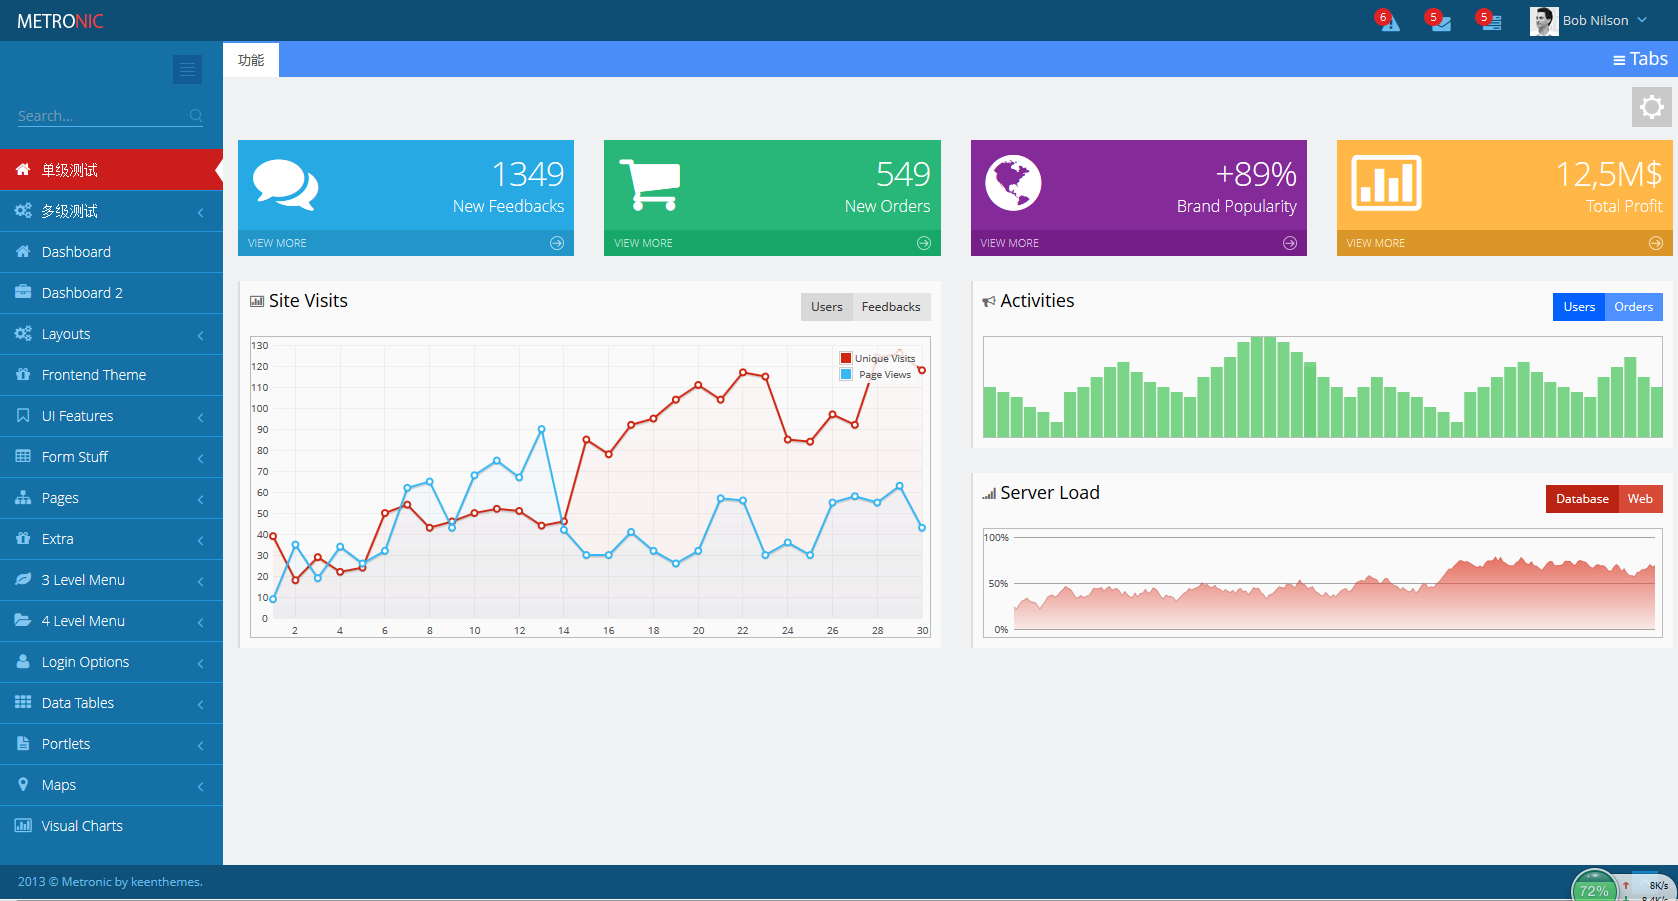 METRONIC
6
5
5
Bob Nilson
功能
Tabs
Search...
单级测试
多级测试
Dashboard
Dashboard 2
Layouts
Frontend Theme
UI Features
Form Stuff
Pages
Extra
3 Level Menu
4 Level Menu
Login Options
Data Tables
Portlets
Maps
Visual Charts
1349
New Feedbacks
VIEW MORE
549
New Orders
VIEW MORE
+89%
Brand Popularity
VIEW MORE
12,5M$
Total Profit
VIEW MORE
Site Visits
Users Feedbacks
130
120
110
100
90
80
70
60
50
40
30
20
10
0
Unique Visits
Page Views
2 4 6 8 10 12 14 16 18 20 22 24 26 28 30
Activities
Users Orders
Server Load
Database Web
100%
50%
0%
2013 © Metronic by keenthemes.
72%
8K/s